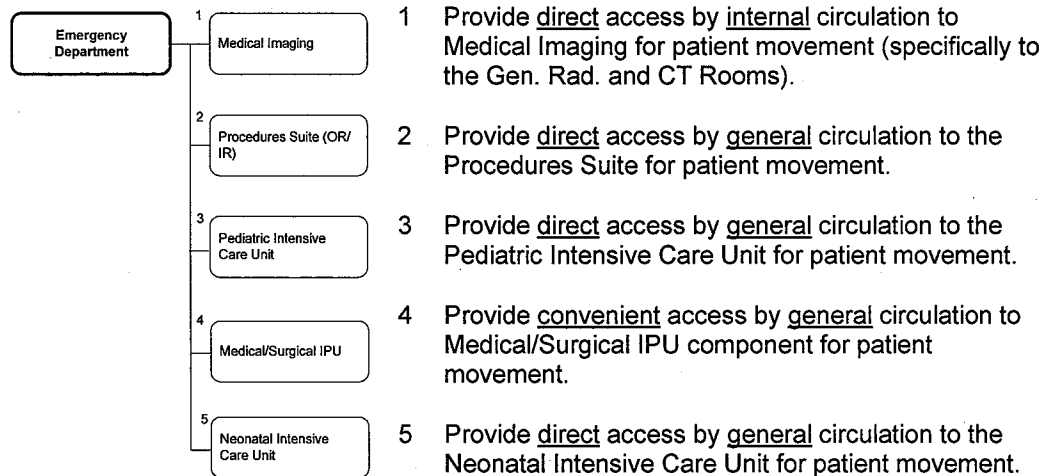 Emergency
Department
1
Medical Imaging
1 Provide direct access by internal circulation to
Medical Imaging for patient movement (specifically to
the Gen. Rad. and CT Rooms).
2
Procedures Suite (OR/
IR)
2 Provide direct access by general circulation to the
Procedures Suite for patient movement.
3
Pediatric Intensive
Care Unit
3 Provide direct access by general circulation to the
Pediatric Intensive Care Unit for patient movement.
4
Medical/Surgical IPU
4 Provide convenient access by general circulation to
Medical/Surgical IPU component for patient
movement.
5
Neonatal Intensive
Care Unit
5 Provide direct access by general circulation to the
Neonatal Intensive Care Unit for patient movement.